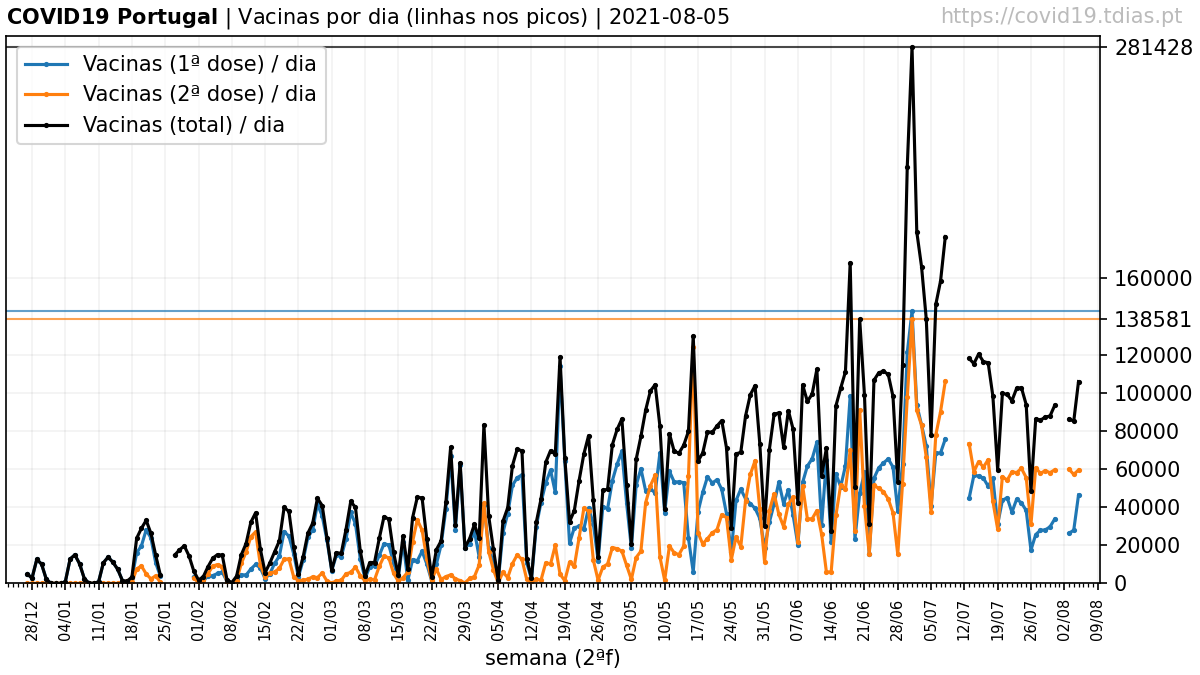 COVID19 Portugal | Vacinas por dia (linhas nos picos) | 2021-08-05
https://covid19.tdias.pt
Vacinas (1ª dose) / dia
Vacinas (2ª dose) / dia
Vacinas (total) / dia
281428
160000
138581
120000
100000
80000
60000
40000
20000
0
28/12 04/01 11/01 18/01 25/01 01/02 08/02 15/02 22/02 01/03 08/03 15/03 22/03 29/03 05/04 12/04 19/04 26/04 03/05 10/05 17/05 24/05 31/05 07/06 14/06 21/06 28/06 05/07 12/07 19/07 26/07 02/08 09/08
semana (2ªf)